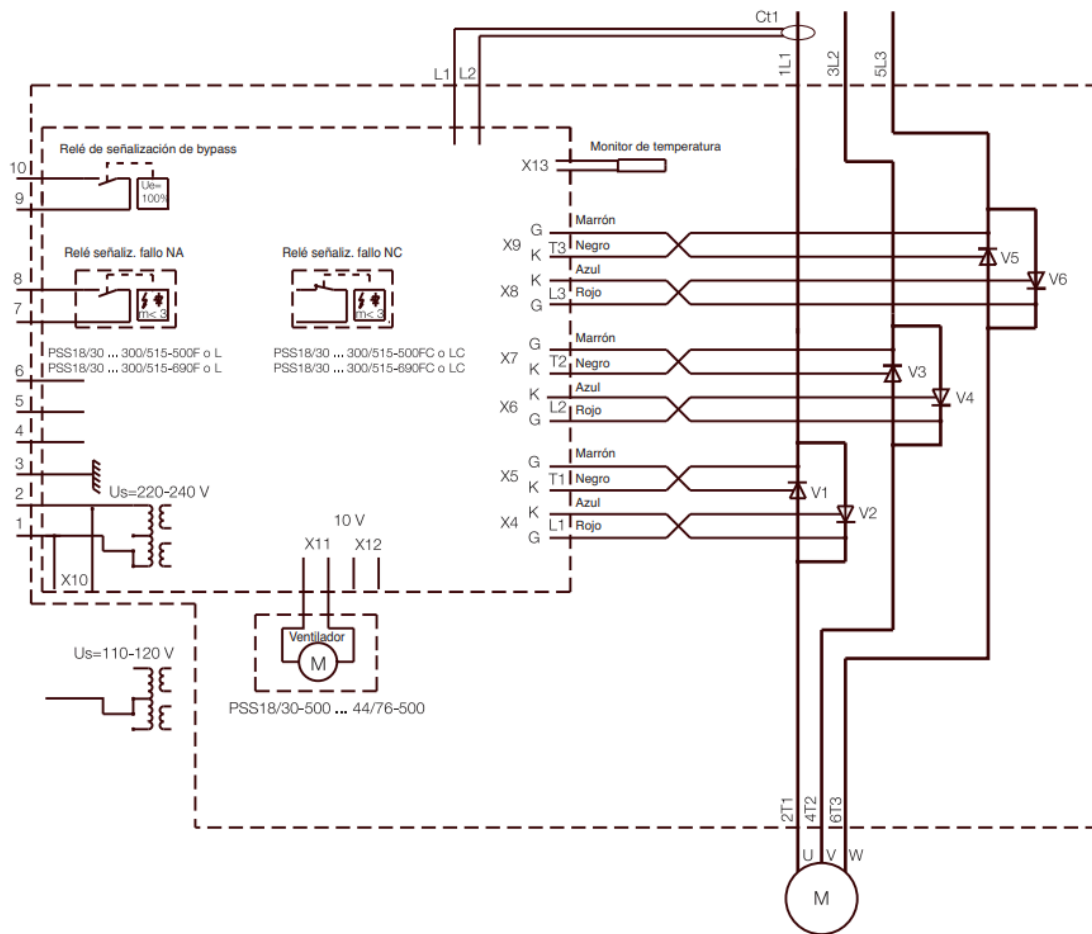 Ct1
L1 L2
1L1
3L2
5L3
Relé de señalización de bypass
10
9
Ue=
100%
X13
Monitor de temperatura
Relé señaliz. fallo NA
Relé señaliz. fallo NC
8
7
m< 3
m< 3
PSS18/30 ... 300/515-500F o L
PSS18/30 ... 300/515-690F o L
PSS18/30 ... 300/515-500FC o LC
PSS18/30 ... 300/515-690FC o LC
X9
G
Marrón
T3
K
Negro
X8
K
Azul
L3
G
Rojo
V5
V6
X7
G
Marrón
T2
K
Negro
X6
K
Azul
L2
G
Rojo
V3
V4
X5
G
Marrón
T1
K
Negro
X4
K
Azul
L1
G
Rojo
V1
V2
6
5
4
3
2
1
Us=220-240 V
X10
10 V
X11
X12
Ventilador
M
PSS18/30-500 ... 44/76-500
Us=110-120 V
2T1
4T2
6T3
U V W
M